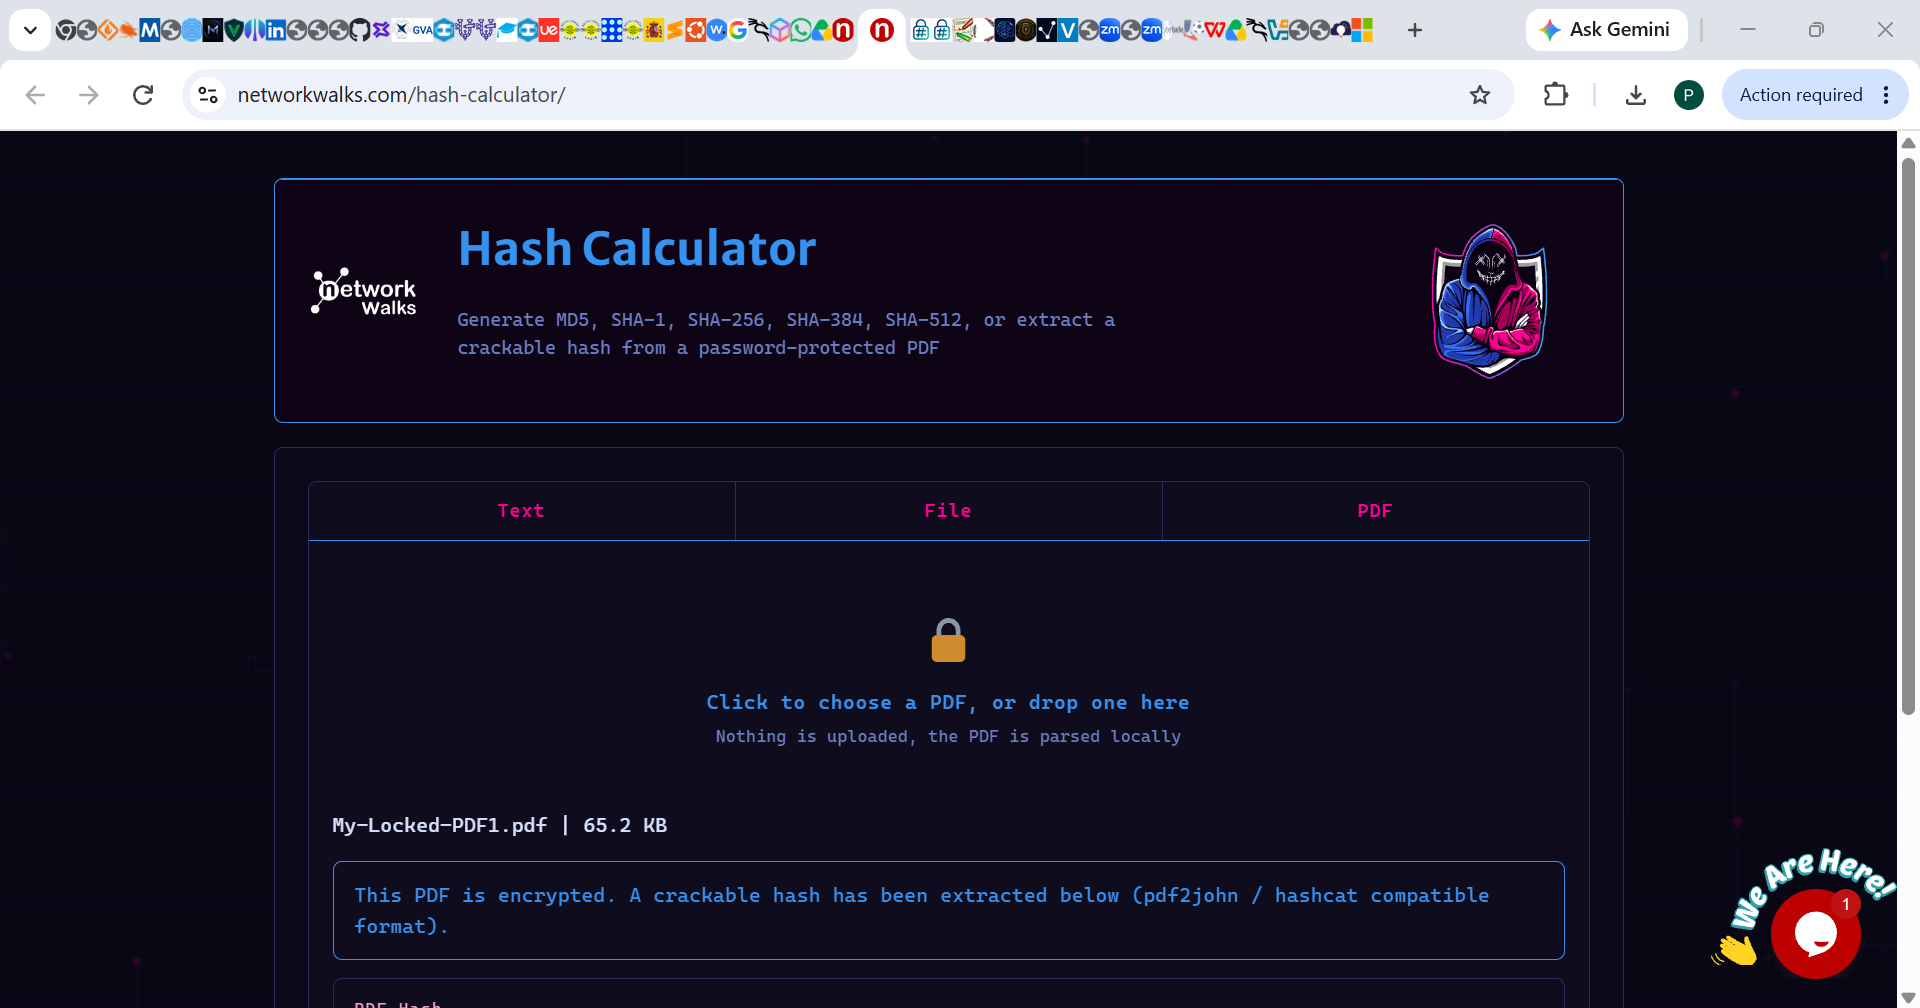 Ask Gemini
networkwalks.com/hash-calculator/
P
Action required
network
Walks
Hash Calculator
Generate MD5, SHA-1, SHA-256, SHA-384, SHA-512, or extract a
crackable hash from a password-protected PDF
Text
File
PDF
Click to choose a PDF, or drop one here
Nothing is uploaded, the PDF is parsed locally
My-Locked-PDF1.pdf | 65.2 KB
This PDF is encrypted. A crackable hash has been extracted below (pdf2john / hashcat compatible
format).
PDF Hash
We Are Here!
1